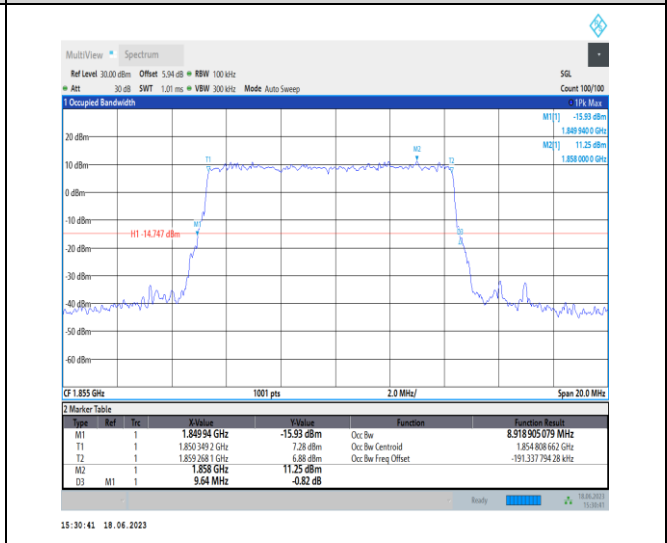 MultiView Spectrum
Ref Level 30.00 dBm Offset 5.94 dB RBW 100 kHz SGL
Att 30 dB SWT 1.01 ms VBW 300 kHz Mode Auto Sweep Count 100/100
1 Occupied Bandwidth 1Pk Max
M1[1] -15.93 dBm
1.849 940 0 GHz
M2[1] 11.25 dBm
1.858 000 0 GHz
20 dBm
10 dBm
0 dBm
-10 dBm
-20 dBm
-30 dBm
-40 dBm
-50 dBm
-60 dBm
T1
M2
T2
M1
D3
H1 -14.747 dBm
CF 1.855 GHz 1001 pts 2.0 MHz/ Span 20.0 MHz
2 Marker Table
Type Ref Trc X-Value Y-Value Function Function Result
M1 1 1.84994 GHz -15.93 dBm Occ Bw 8.918 905 079 MHz
T1 1 1.850 349 2 GHz 7.28 dBm Occ Bw Centroid 1.854 808 662 GHz
T2 1 1.859 268 1 GHz 6.88 dBm Occ Bw Freq Offset -191.337 794 28 kHz
M2 1 1.858 GHz 11.25 dBm
D3 M1 1 9.64 MHz -0.82 dB
Ready 18.06.2023
15:30:41
15:30:41 18.06.2023